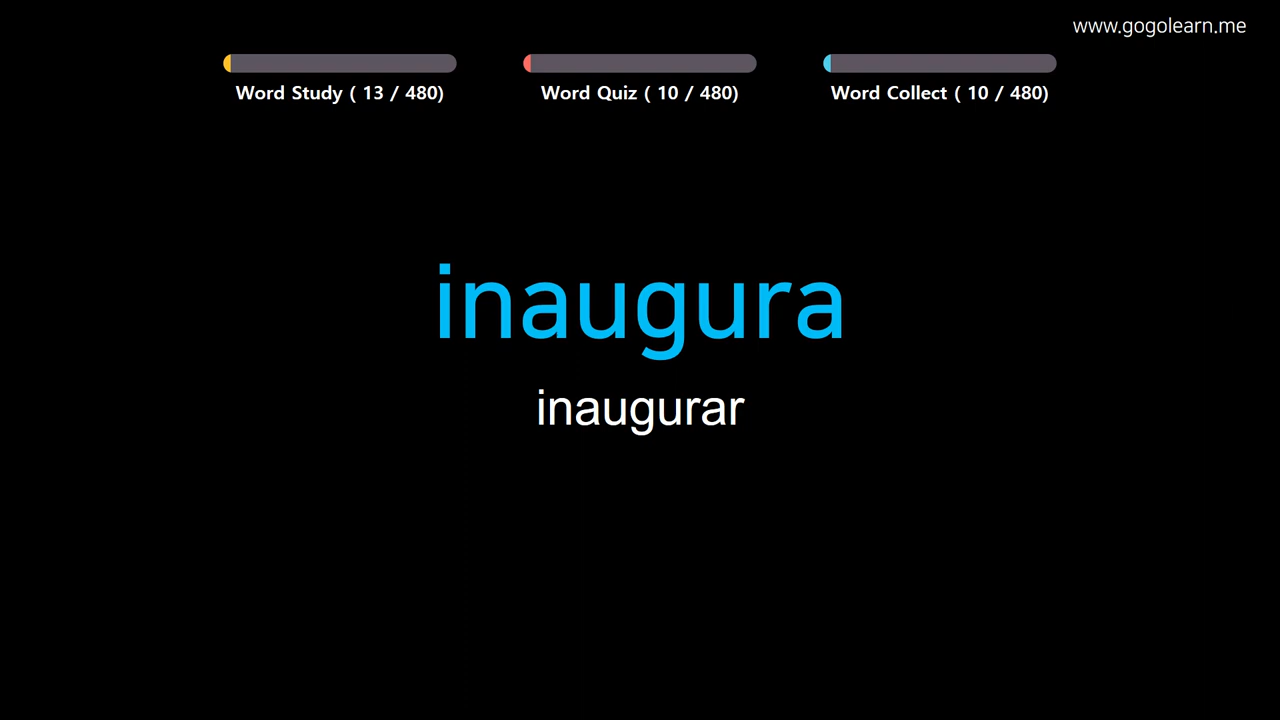 www.gogolearn.me
Word Study ( 13 / 480)
Word Quiz ( 10 / 480)
Word Collect ( 10 / 480)
inaugura
inaugurar